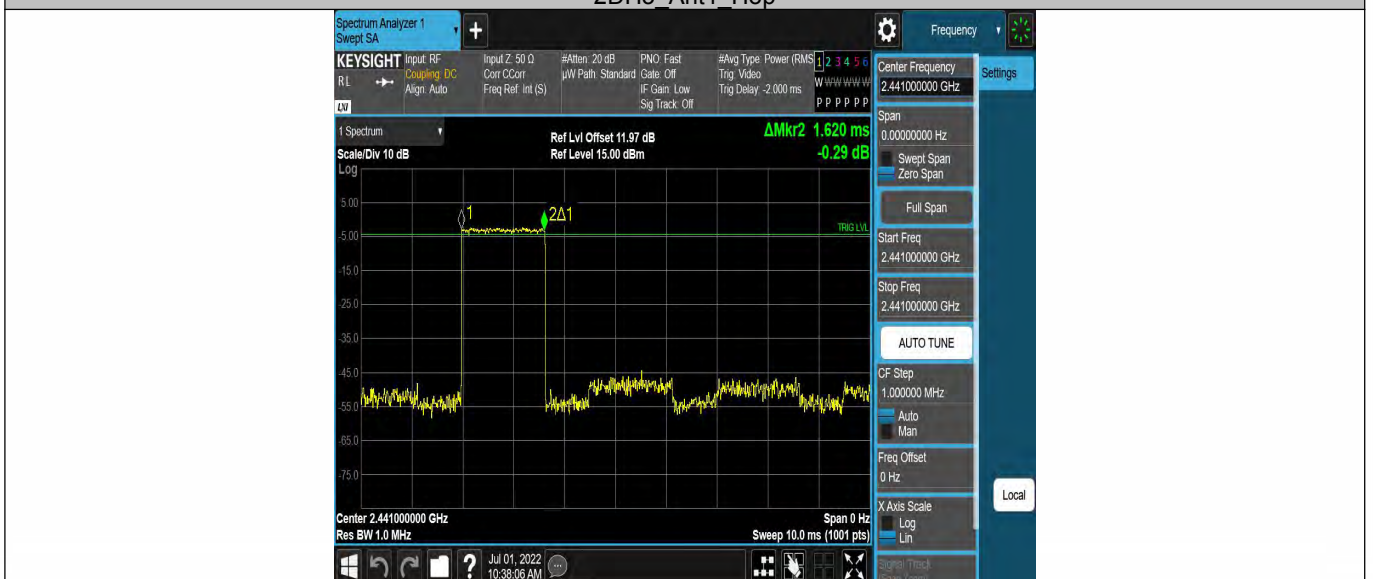 Spectrum Analyzer 1
Swept SA
+
Frequency
KEYSIGHT
RL
LXI
Input: RF
Coupling: DC
Align: Auto
Input Z: 50 Ω
Corr CCorr
Freq Ref: Int (S)
#Atten: 20 dB
µW Path: Standard
PNO: Fast
Gate: Off
IF Gain: Low
Sig Track: Off
#Avg Type: Power (RMS
Trig: Video
Trig Delay: -2.000 ms
1 2 3 4 5 6
W W W W W W
P P P P P P
1 Spectrum
Scale/Div 10 dB
Log
Ref Lvl Offset 11.97 dB
Ref Level 15.00 dBm
ΔMkr2 1.620 ms
-0.29 dB
5.00
-5.00
-15.0
-25.0
-35.0
-45.0
-55.0
-65.0
-75.0
1
2Δ1
TRIG LVL
Center 2.441000000 GHz
Res BW 1.0 MHz
Span 0 Hz
Sweep 10.0 ms (1001 pts)
?
Jul 01, 2022
10:38:06 AM
Center Frequency
2.441000000 GHz
Settings
Span
0.00000000 Hz
Swept Span
Zero Span
Full Span
Start Freq
2.441000000 GHz
Stop Freq
2.441000000 GHz
AUTO TUNE
CF Step
1.000000 MHz
Auto
Man
Freq Offset
0 Hz
X Axis Scale
Log
Lin
Signal Track
Local